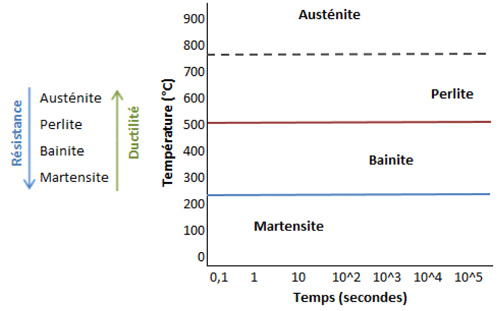 Résistance
Austénite
Perlite
Bainite
Martensite
Ductilité
Température (°C)
900
800
700
600
500
400
300
200
100
0
Austénite
Perlite
Bainite
Martensite
0,1 1 10 10^2 10^3 10^4 10^5
Temps (secondes)